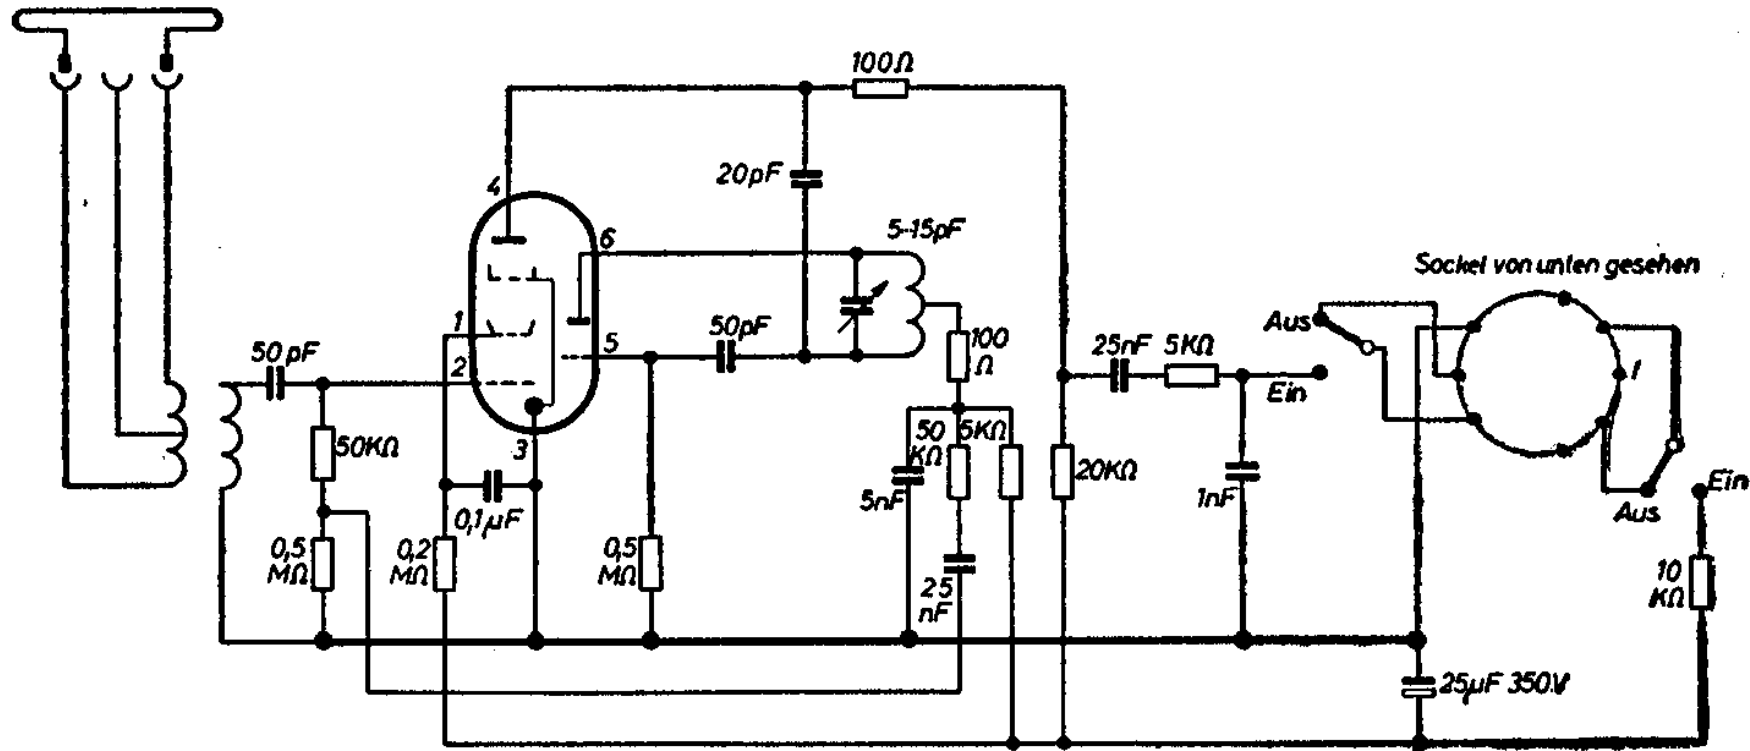 100Ω
20pF
4
6
5-15pF
Sockel von unten gesehen
1
50pF
5
50pF
2
100
Ω
25nF
5KΩ
Aus
Ein
1
3
50KΩ
50
KΩ
5KΩ
20KΩ
1nF
5nF
0,1µF
Ein
Aus
0,5
MΩ
0,2
MΩ
0,5
MΩ
25
nF
10
KΩ
25µF 350V